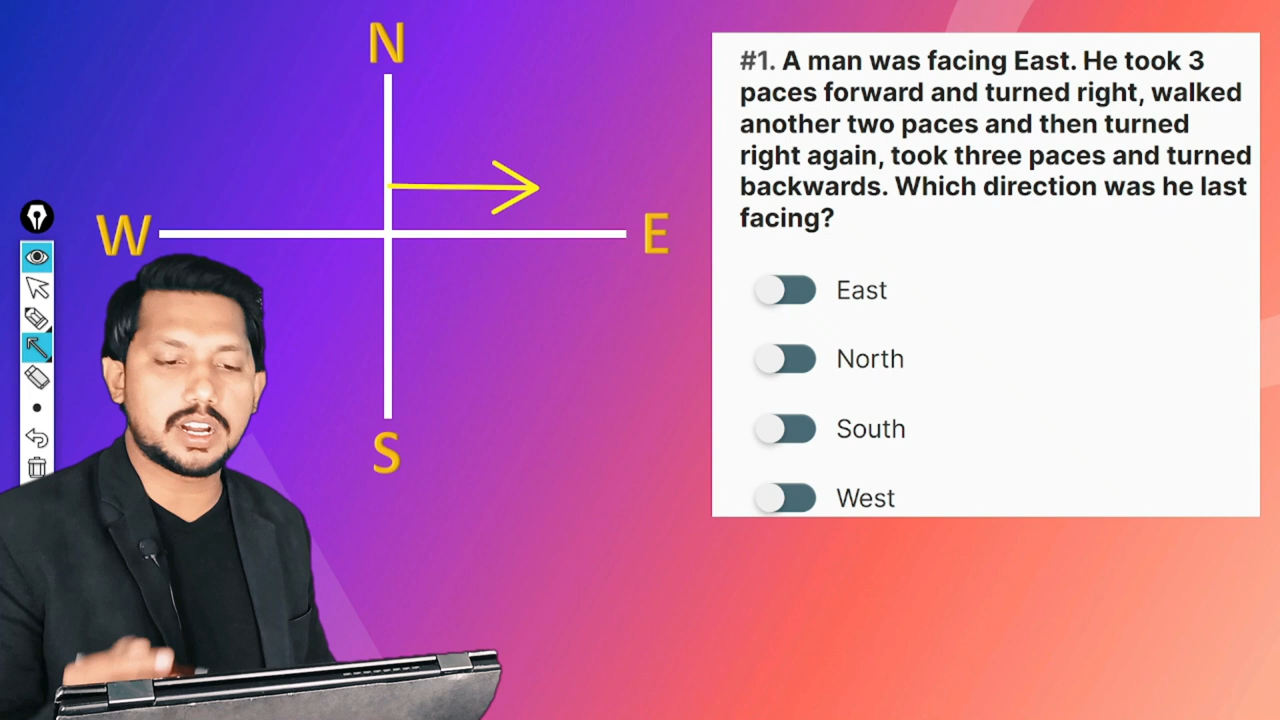 N
W
E
S
#1. A man was facing East. He took 3
paces forward and turned right, walked
another two paces and then turned
right again, took three paces and turned
backwards. Which direction was he last
facing?
East
North
South
West